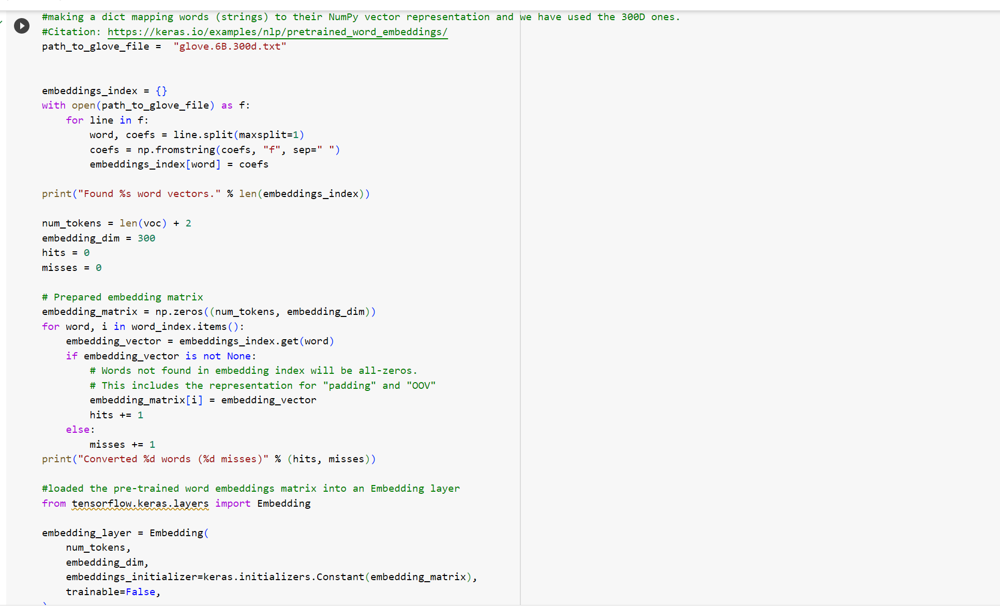 #making a dict mapping words (strings) to their NumPy vector representation and we have used the 300D ones.
#Citation: https://keras.io/examples/nlp/pretrained_word_embeddings/
path_to_glove_file =  "glove.6B.300d.txt"
embeddings_index = {}
with open(path_to_glove_file) as f:
    for line in f:
        word, coefs = line.split(maxsplit=1)
        coefs = np.fromstring(coefs, "f", sep=" ")
        embeddings_index[word] = coefs
print("Found %s word vectors." % len(embeddings_index))
num_tokens = len(voc) + 2
embedding_dim = 300
hits = 0
misses = 0
# Prepared embedding matrix
embedding_matrix = np.zeros((num_tokens, embedding_dim))
for word, i in word_index.items():
    embedding_vector = embeddings_index.get(word)
    if embedding_vector is not None:
        # Words not found in embedding index will be all-zeros.
        # This includes the representation for "padding" and "OOV"
        embedding_matrix[i] = embedding_vector
        hits += 1
    else:
        misses += 1
print("Converted %d words (%d misses)" % (hits, misses))
#loaded the pre-trained word embeddings matrix into an Embedding layer
from tensorflow.keras.layers import Embedding
embedding_layer = Embedding(
    num_tokens,
    embedding_dim,
    embeddings_initializer=keras.initializers.Constant(embedding_matrix),
    trainable=False,
)